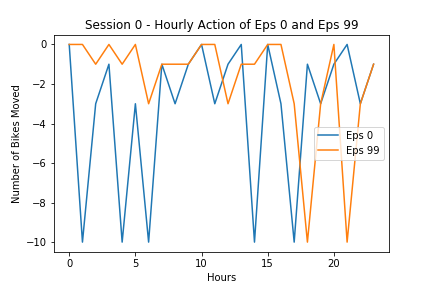 Session 0 - Hourly Action of Eps 0 and Eps 99
Number of Bikes Moved
0
−2
−4
−6
−8
−10
Eps 0
Eps 99
0
5
10
15
20
Hours